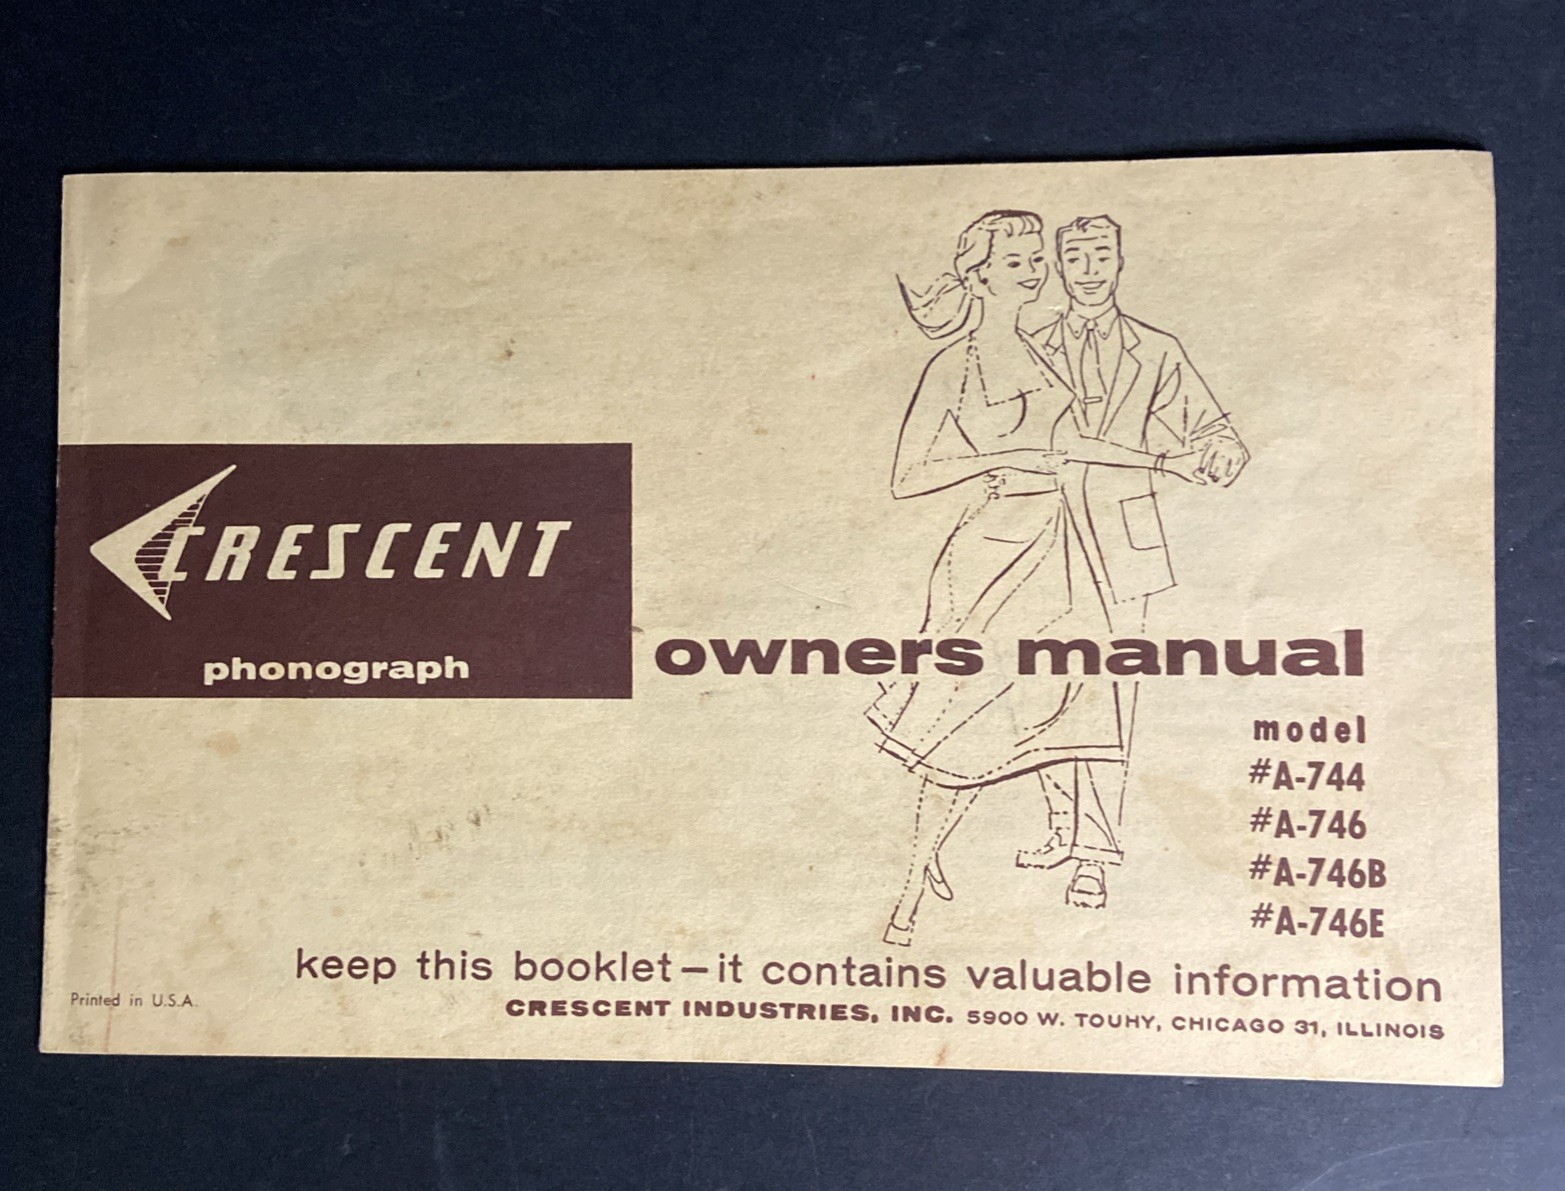 CRESCENT
phonograph
owners manual
model
#A-744
#A-746
#A-746B
#A-746E
keep this booklet — it contains valuable information
Printed in U.S.A.
CRESCENT INDUSTRIES, INC. 5900 W. TOUHY, CHICAGO 31, ILLINOIS